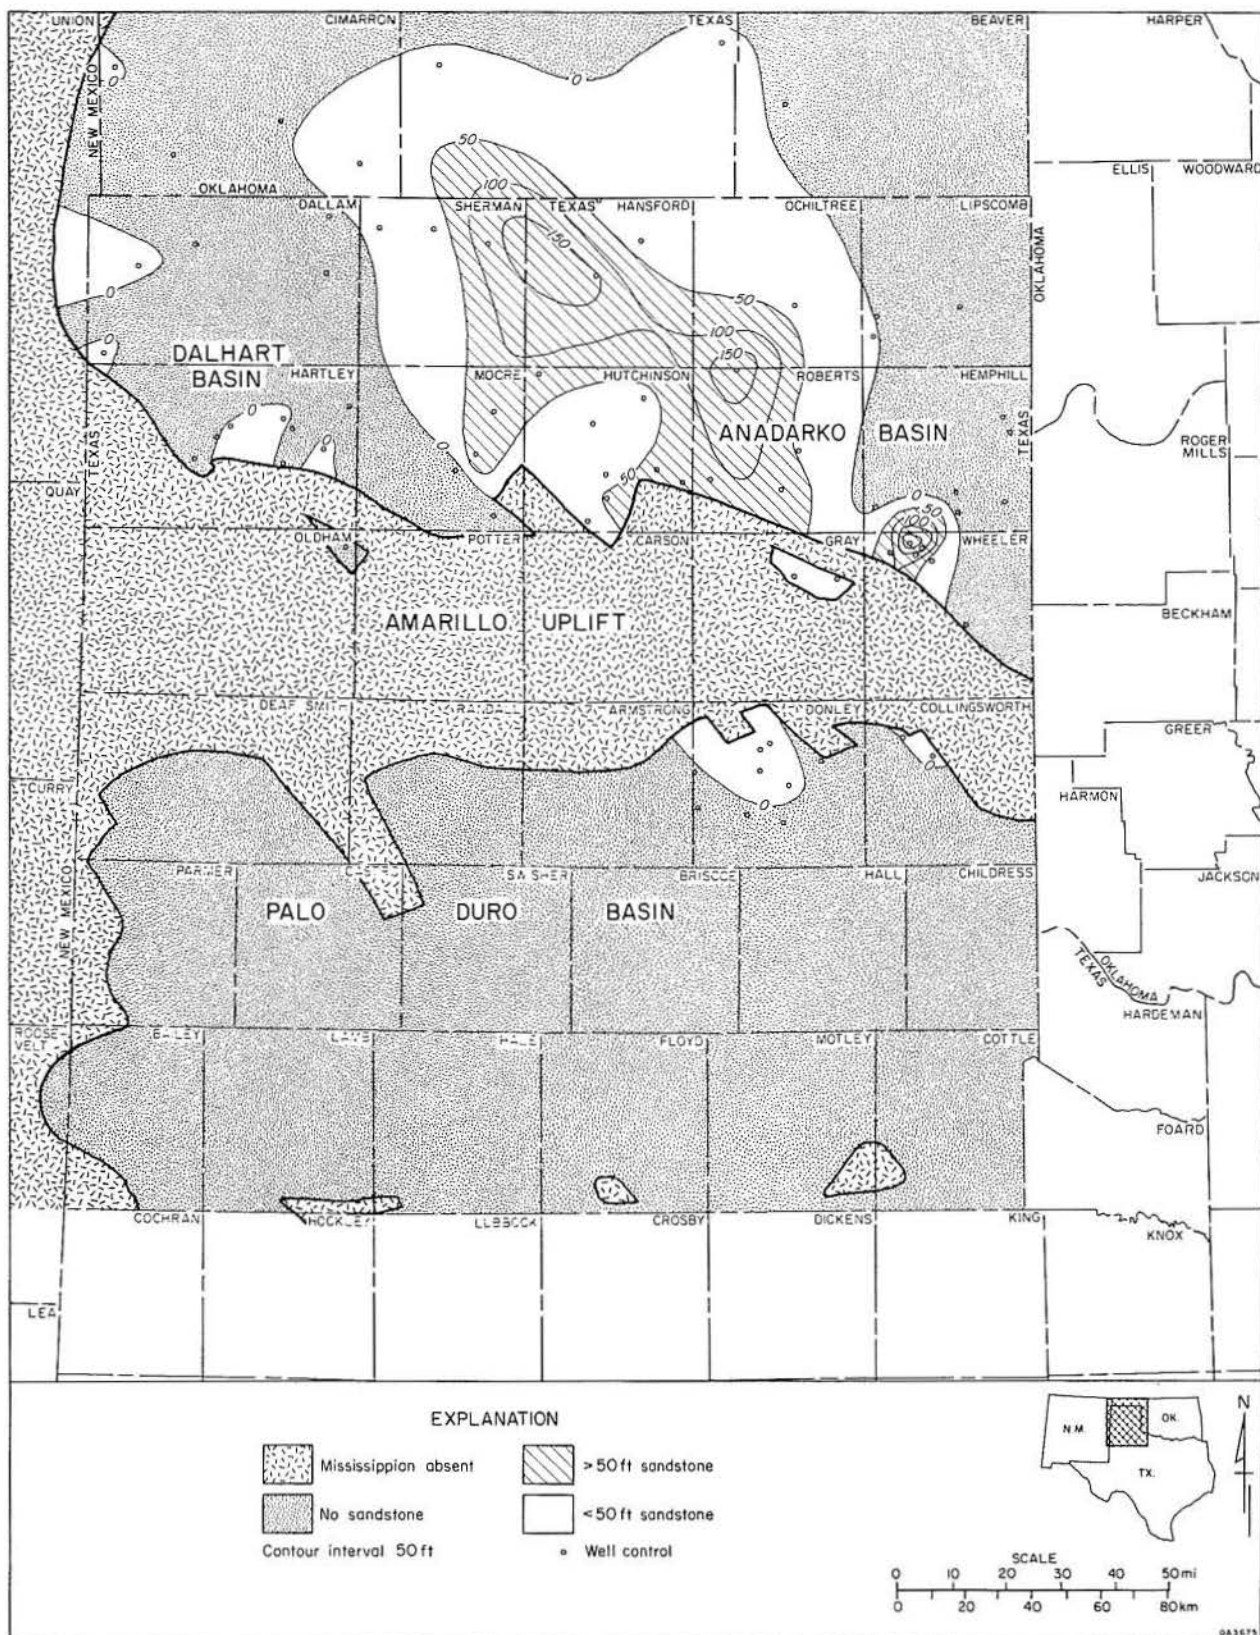 UNION CIMARRON TEXAS BEAVER HARPER
0
0
NEW MEXICO
50
OKLAHOMA
ELLIS WOODWARD
100
DALLAM SHERMAN TEXAS HANSFORD OCHILTREE LIPSCOMB
150
OKLAHOMA
0
0
50
0
100
DALHART
BASIN
150
HARTLEY MOORE HUTCHINSON ROBERTS HEMPHILL
0
0
ANADARKO BASIN
TEXAS
TEXAS
ROGER
MILLS
0
QUAY
50
0
50
100
OLDHAM POTTER CARSON GRAY WHEELER
AMARILLO UPLIFT
BECKHAM
DEAF SMITH RANDALL ARMSTRONG DONLEY COLLINGSWORTH
GREER
0
CURRY
HARMON
0
PARMER CASTRO SWISHER BRISCOE HALL CHILDRESS
JACKSON
PALO DURO BASIN
NEW MEXICO
OKLAHOMA
TEXAS
HARDEMAN
ROOSE
VELT
BAILEY LAMB HALE FLOYD MOTLEY COTTLE
FOARD
COCHRAN HOCKLEY LUBBOCK CROSBY DICKENS KING
KNOX
LEA
EXPLANATION
Mississippian absent
>50 ft sandstone
No sandstone
<50 ft sandstone
Contour interval 50 ft
Well control
N.M.
OK.
TX.
N
SCALE
0 10 20 30 40 50 mi
0 20 40 60 80 km